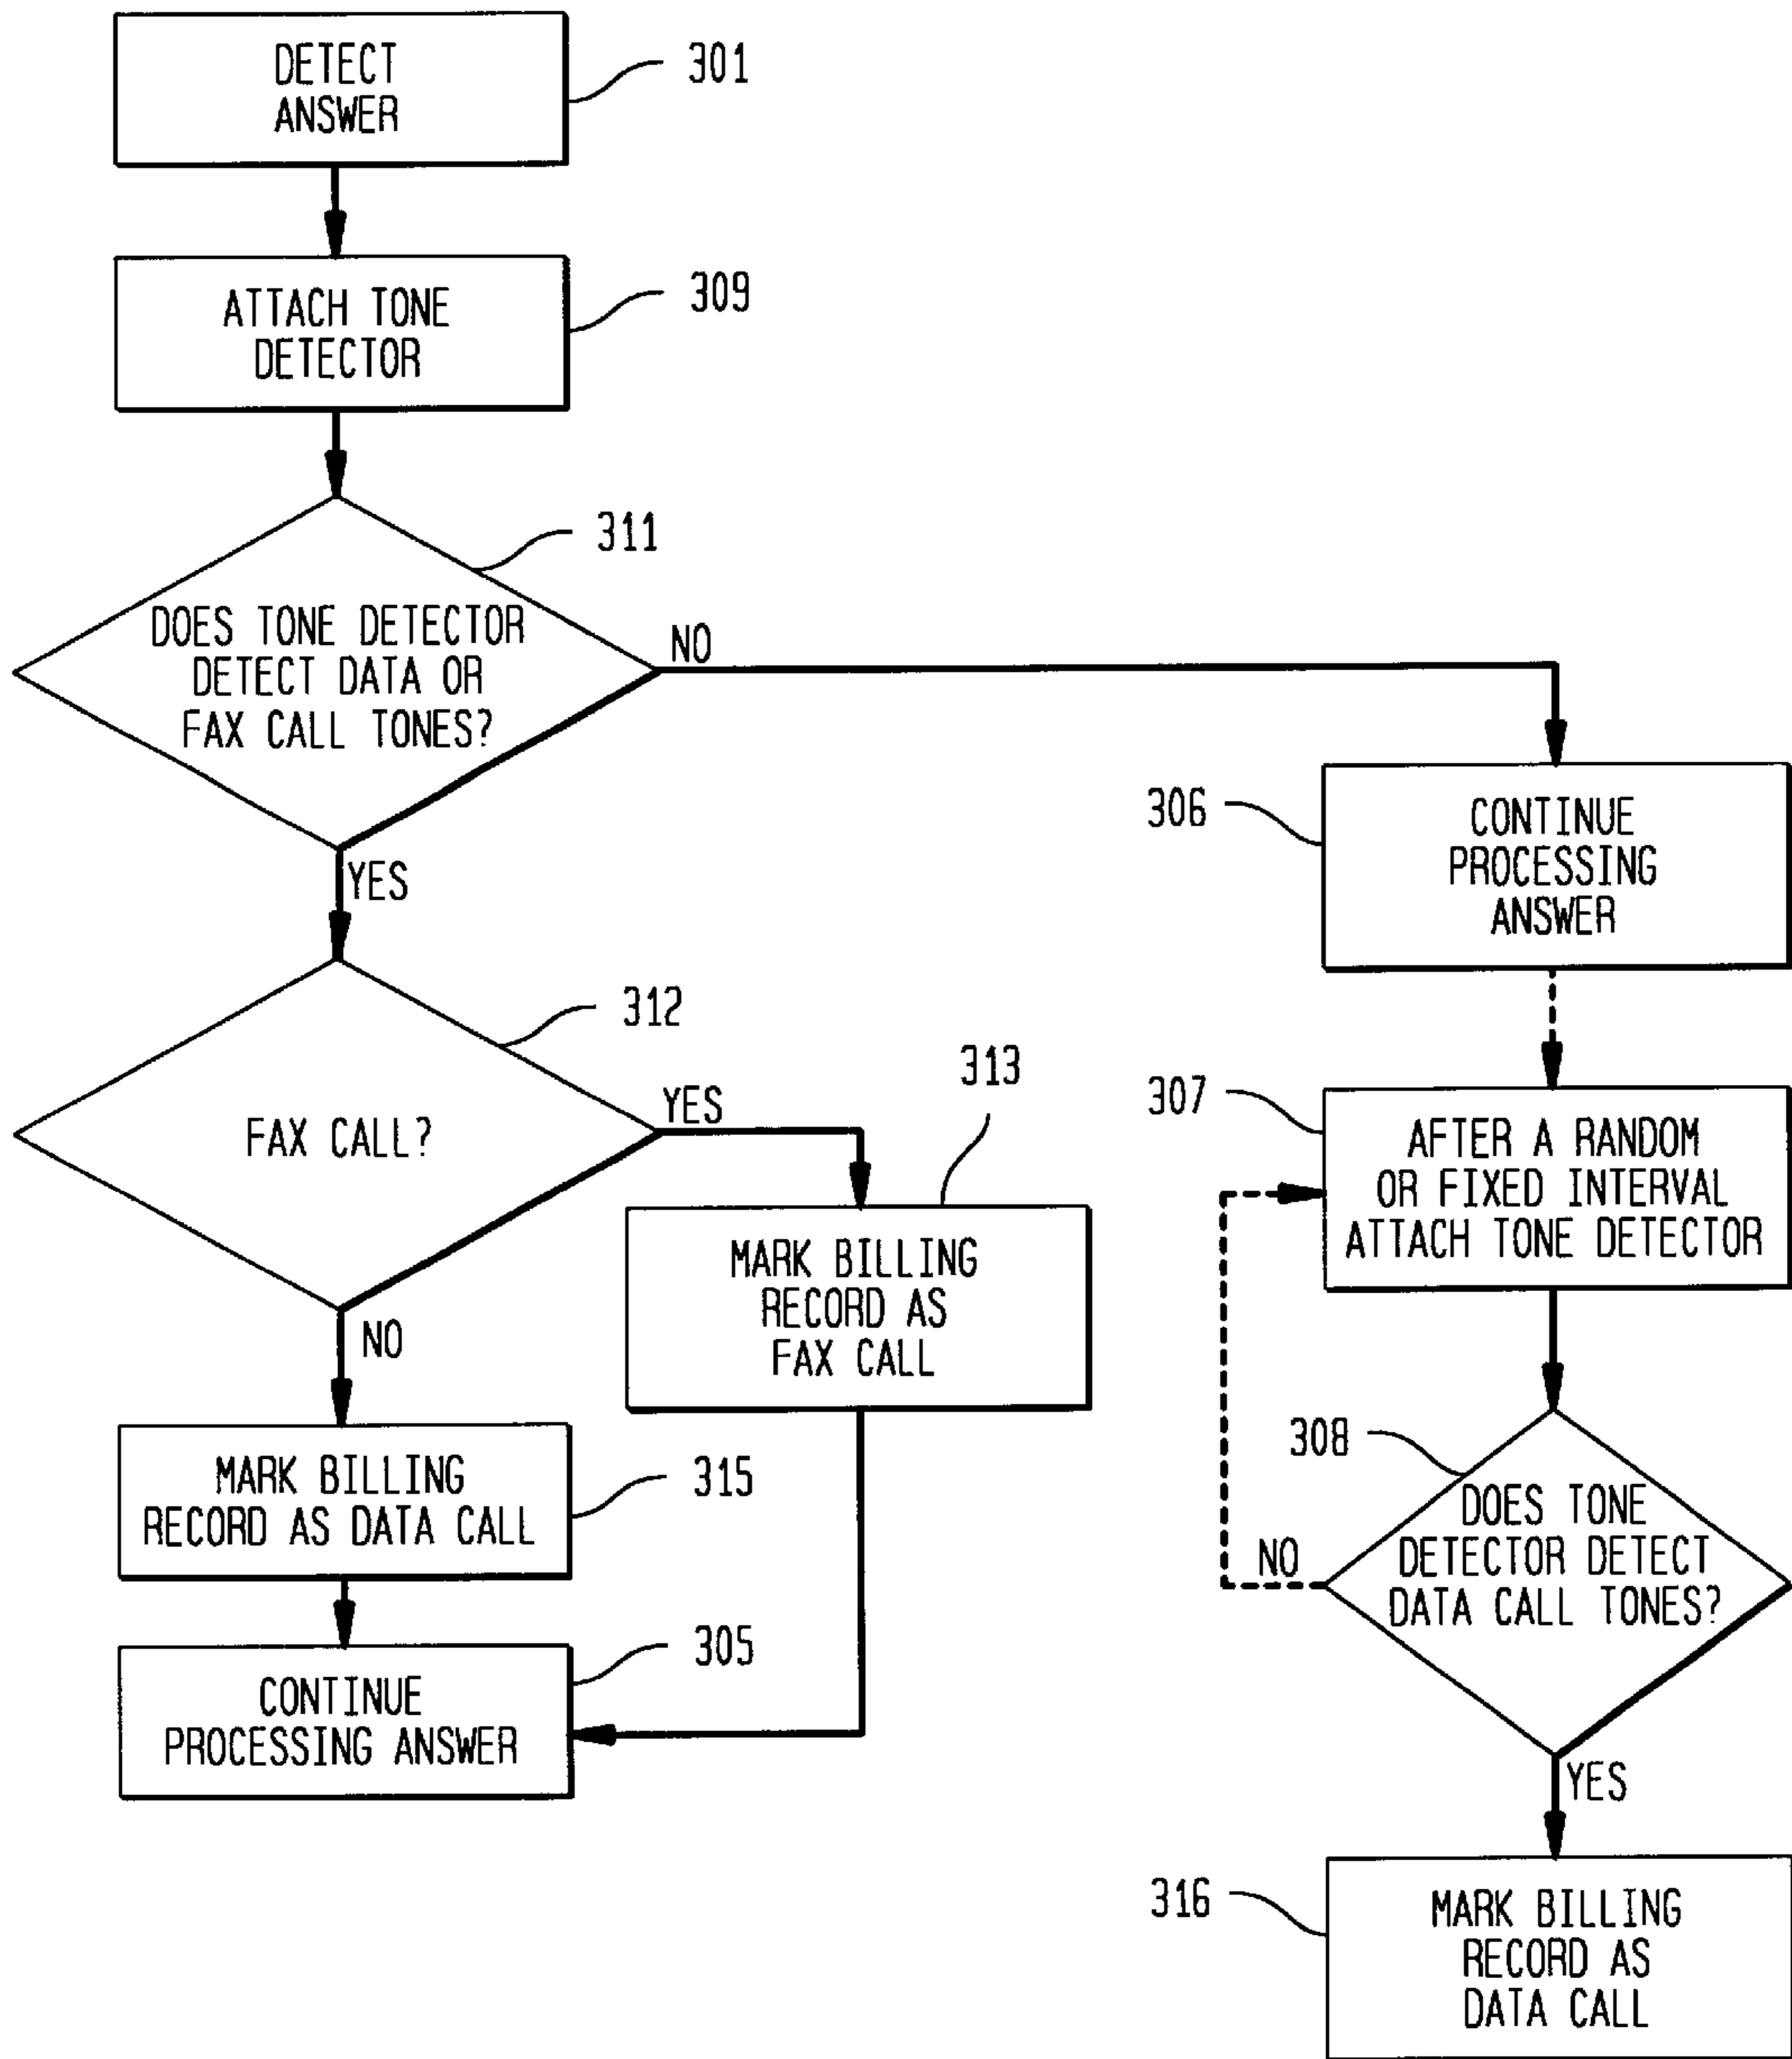 DETECT
ANSWER
301
ATTACH TONE
DETECTOR
309
311
DOES TONE DETECTOR
DETECT DATA OR
FAX CALL TONES?
NO
YES
306
CONTINUE
PROCESSING
ANSWER
312
FAX CALL?
YES
NO
313
MARK BILLING
RECORD AS
FAX CALL
307
AFTER A RANDOM
OR FIXED INTERVAL
ATTACH TONE DETECTOR
MARK BILLING
RECORD AS DATA CALL
315
308
DOES TONE
DETECTOR DETECT
DATA CALL TONES?
NO
YES
305
CONTINUE
PROCESSING ANSWER
316
MARK BILLING
RECORD AS
DATA CALL